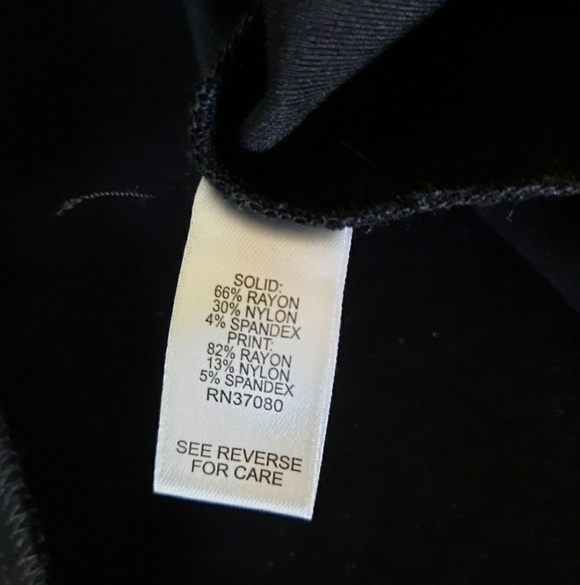 SOLID:
66% RAYON
30% NYLON
4% SPANDEX
PRINT:
82% RAYON
13% NYLON
5% SPANDEX
RN37080
SEE REVERSE
FOR CARE